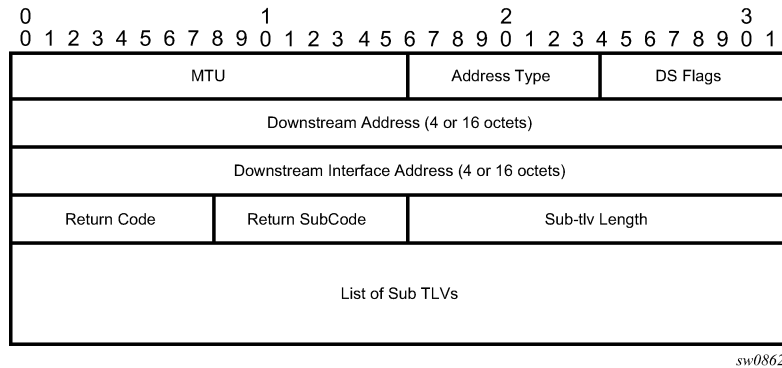 0 1 2 3
0 1 2 3 4 5 6 7 8 9 0 1 2 3 4 5 6 7 8 9 0 1 2 3 4 5 6 7 8 9 0 1
MTU Address Type DS Flags
Downstream Address (4 or 16 octets)
Downstream Interface Address (4 or 16 octets)
Return Code Return SubCode Sub-tlv Length
List of Sub TLVs
sw0862